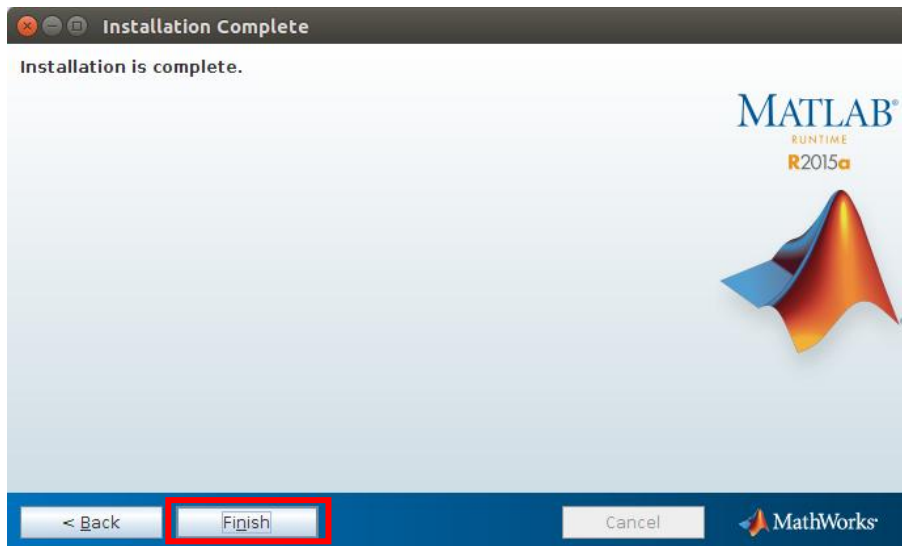 Installation Complete
Installation is complete.
MATLAB®
RUNTIME
R2015a
< Back
Finish
Cancel
MathWorks®